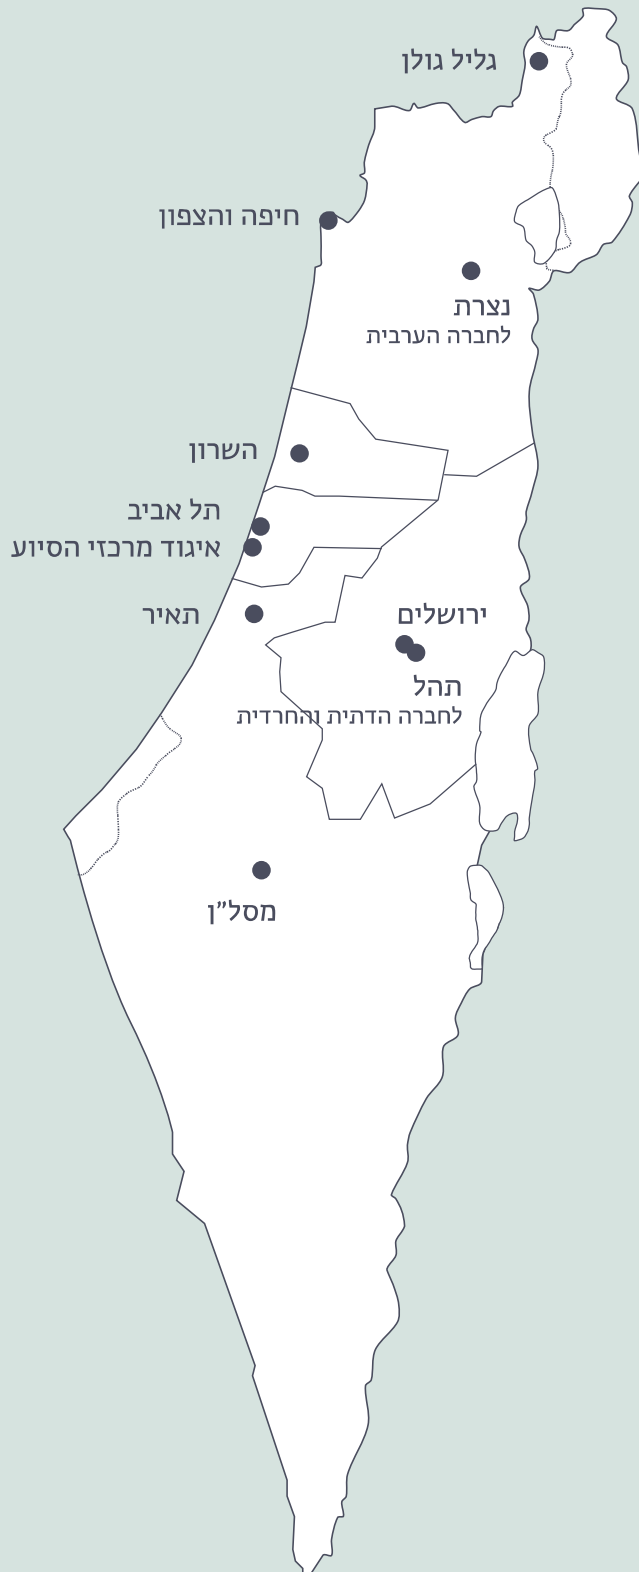 גליל גולן
חיפה והצפון
נצרת
לחברה הערבית
השרון
תל אביב
איגוד מרכזי הסיוע
תאיר
ירושלים
תהל
לחברה הדתית והחרדית
מסל״ן